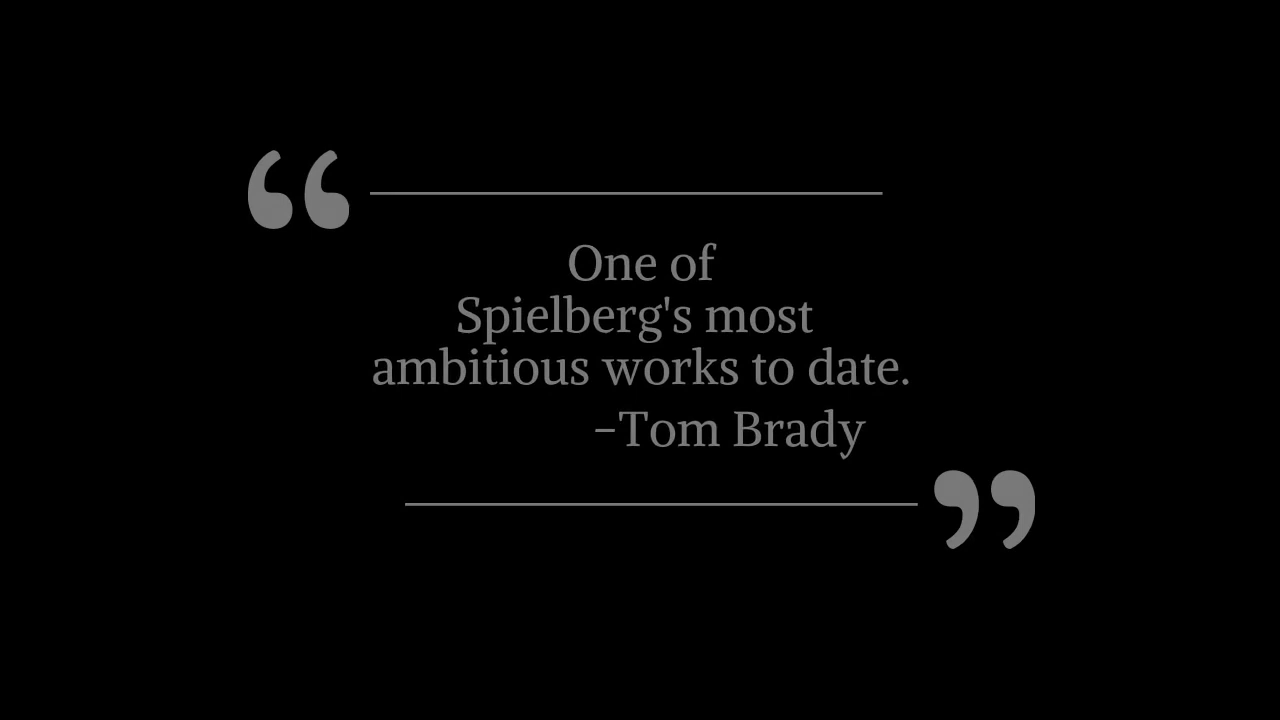 “
One of
Spielberg's most
ambitious works to date.
–Tom Brady
”